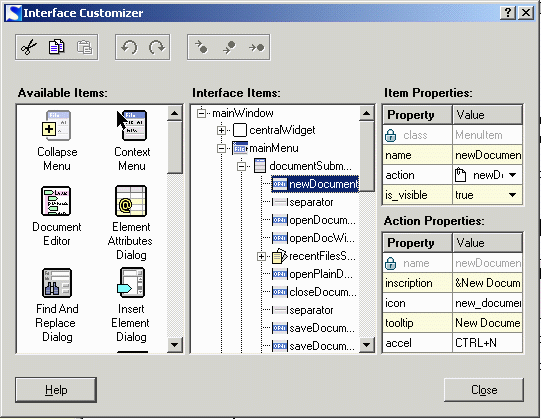 Interface Customizer
Available Items:
Collapse
Menu
Context
Menu
Document
Editor
Element
Attributes
Dialog
Find And
Replace
Dialog
Insert
Element
Dialog
Interface Items:
mainWindow
centralWidget
mainMenu
documentSubm...
newDocument
separator
openDocum...
openDocWi...
recentFilesS...
openPlainD...
closeDocum...
separator
saveDocum...
saveDocum...
Item Properties:
Property Value
class MenuItem
name newDocumen
action newD
is_visible true
Action Properties:
Property Value
name newDocumen
inscription &New Docum
icon new_documer
tooltip New Docume
accel CTRL+N
Help
Close